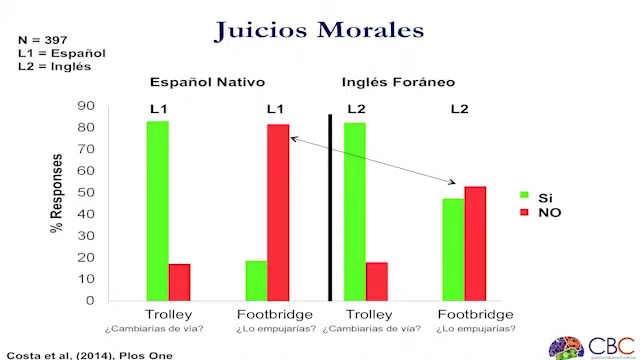 Juicios Morales
N = 397
L1 = Español
L2 = Inglés
Español Nativo
Inglés Foráneo
L1
L1
L2
L2
% Responses
90
80
70
60
50
40
30
20
10
0
Si
NO
Trolley
Footbridge
Trolley
Footbridge
¿Cambiarías de vía?
¿Lo empujarías?
¿Cambiarías de vía?
¿Lo empujarías?
Costa et al, (2014), Plos One
CBC